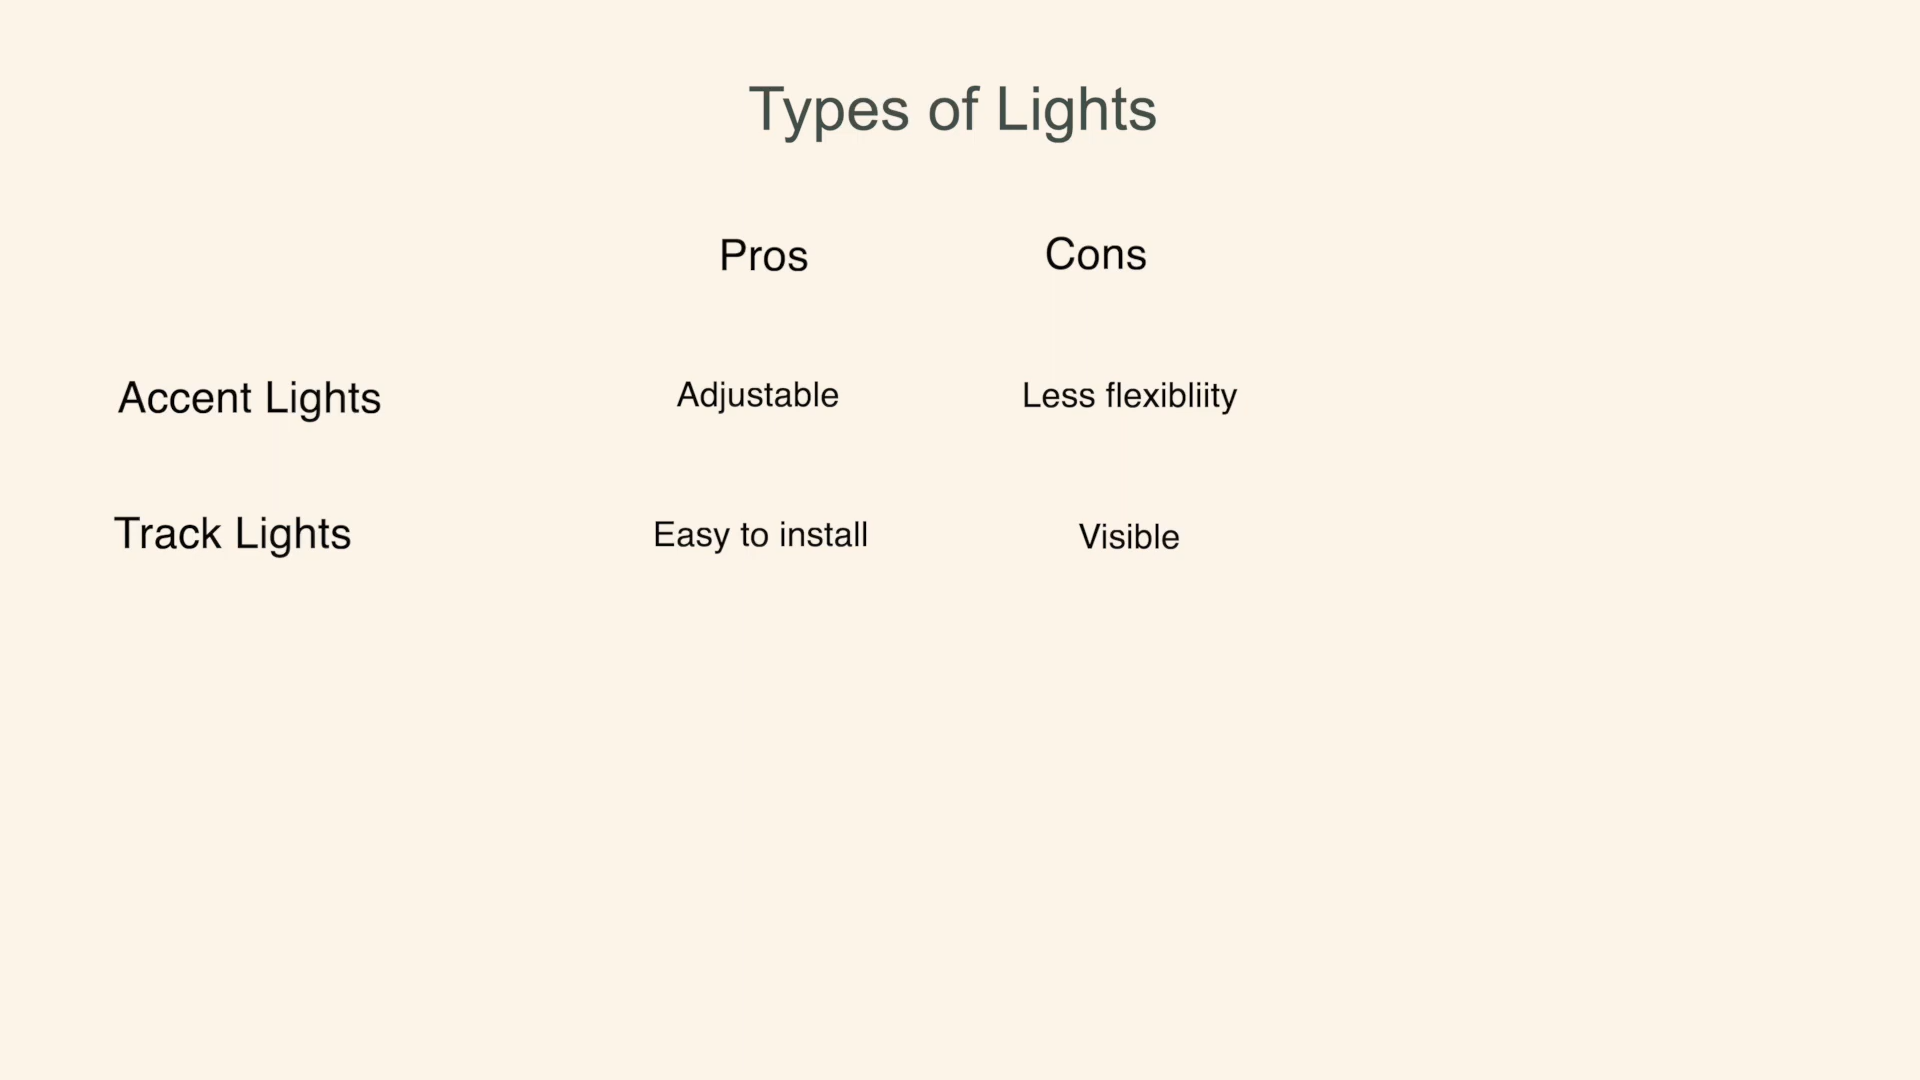 Types of Lights
Pros Cons
Accent Lights Adjustable Less flexibliity
Track Lights Easy to install Visible